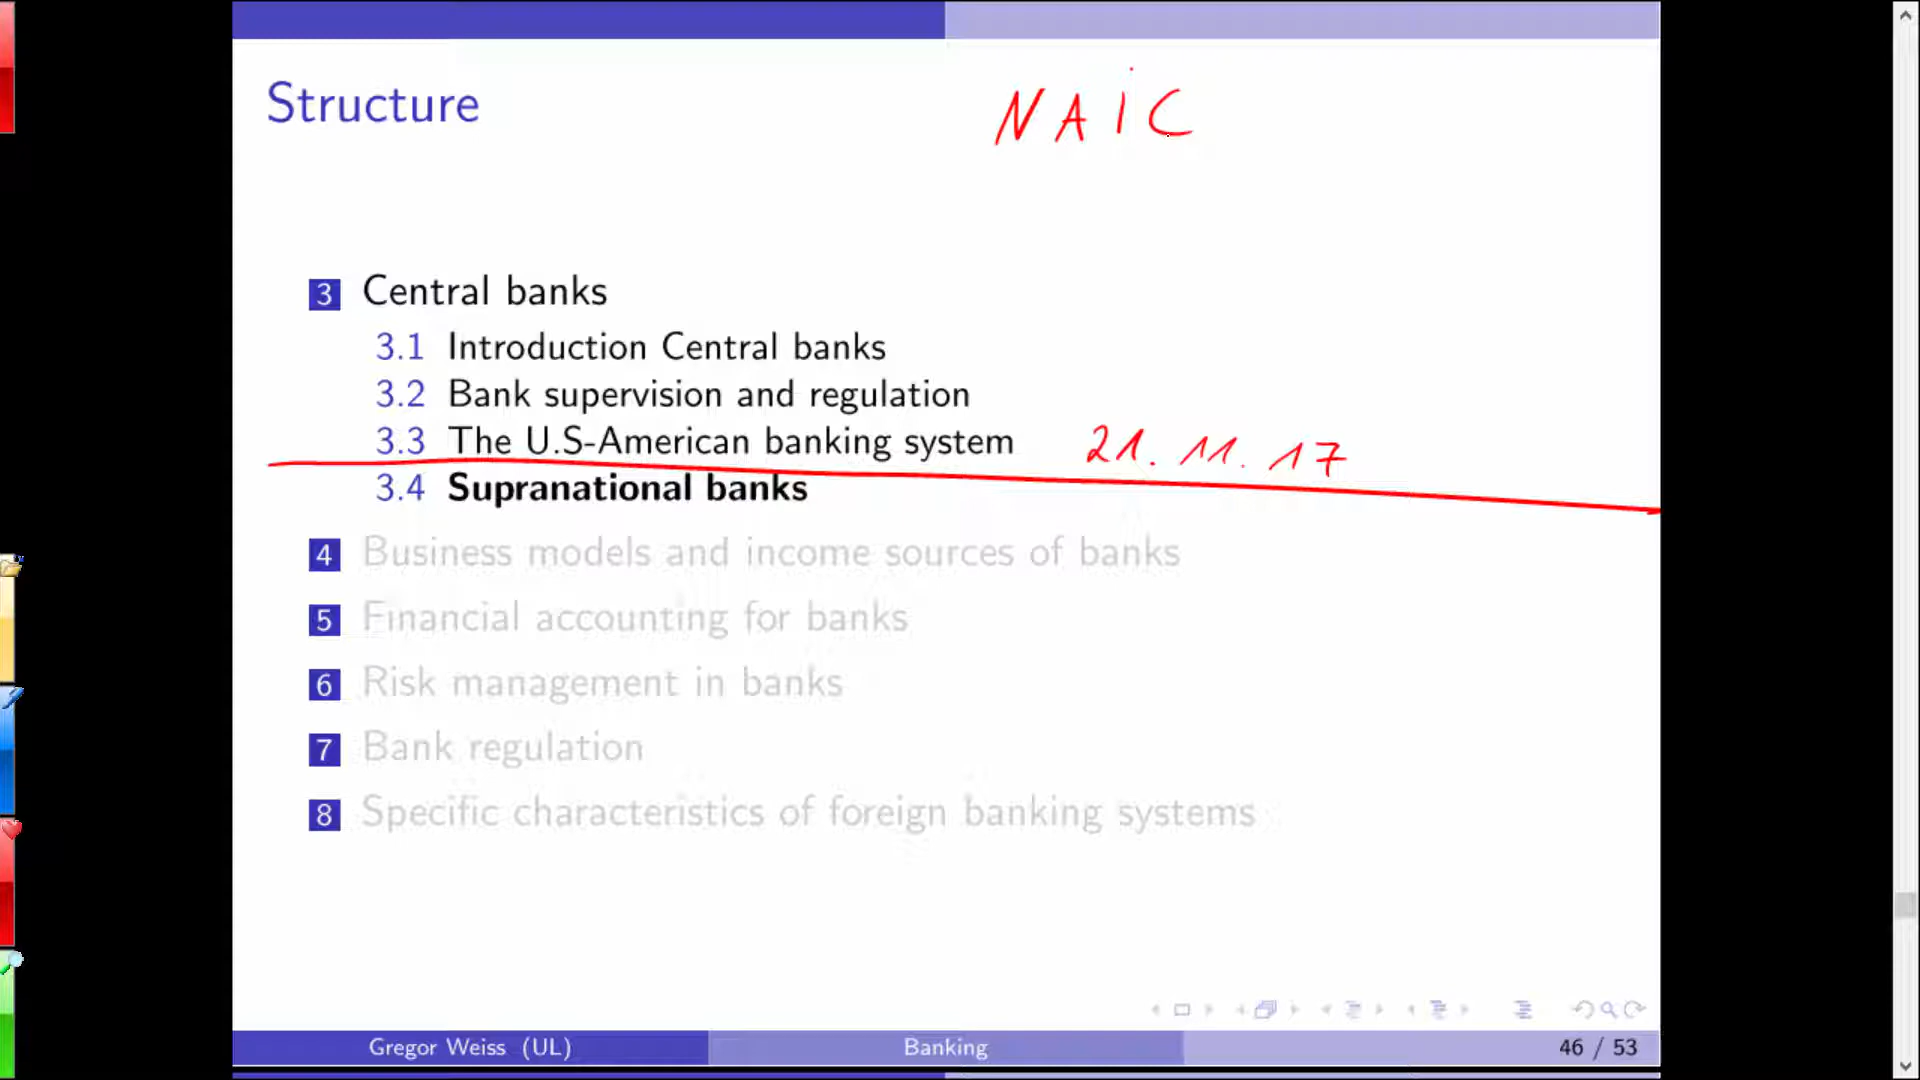 Structure
NAiC
3 Central banks
3.1 Introduction Central banks
3.2 Bank supervision and regulation
3.3 The U.S-American banking system 21.11.17
3.4 Supranational banks
4 Business models and income sources of banks
5 Financial accounting for banks
6 Risk management in banks
7 Bank regulation
8 Specific characteristics of foreign banking systems
Gregor Weiss (UL) Banking 46 / 53